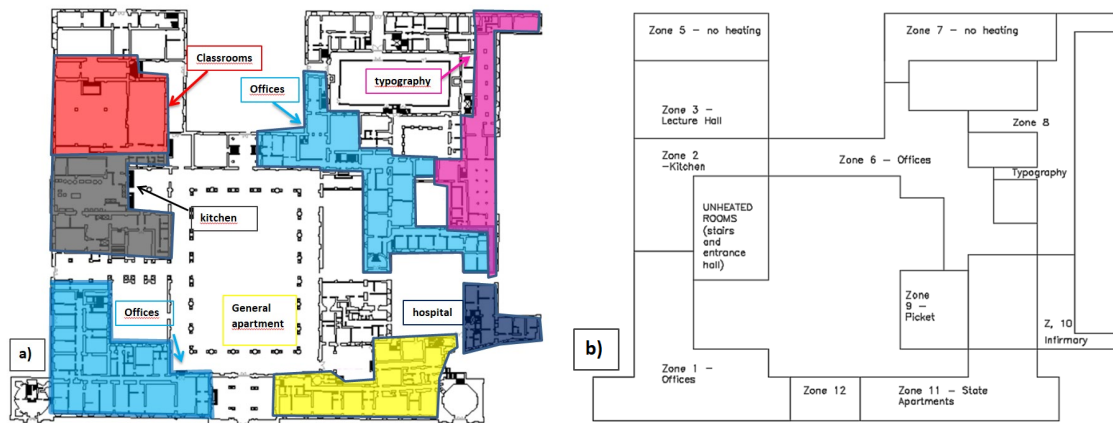 Classrooms
typography
Offices
kitchen
General
apartment
Offices
hospital
a)
Zone 5 – no heating
Zone 7 – no heating
Zone 3 –
Lecture Hall
Zone 8
Zone 2
–Kitchen
Zone 6 – Offices
Typography
UNHEATED
ROOMS
(stairs
and
entrance
hall)
Zone
9 –
Picket
Z, 10
Infirmary
b)
Zone 1 –
Offices
Zone 12
Zone 11 – State
Apartments